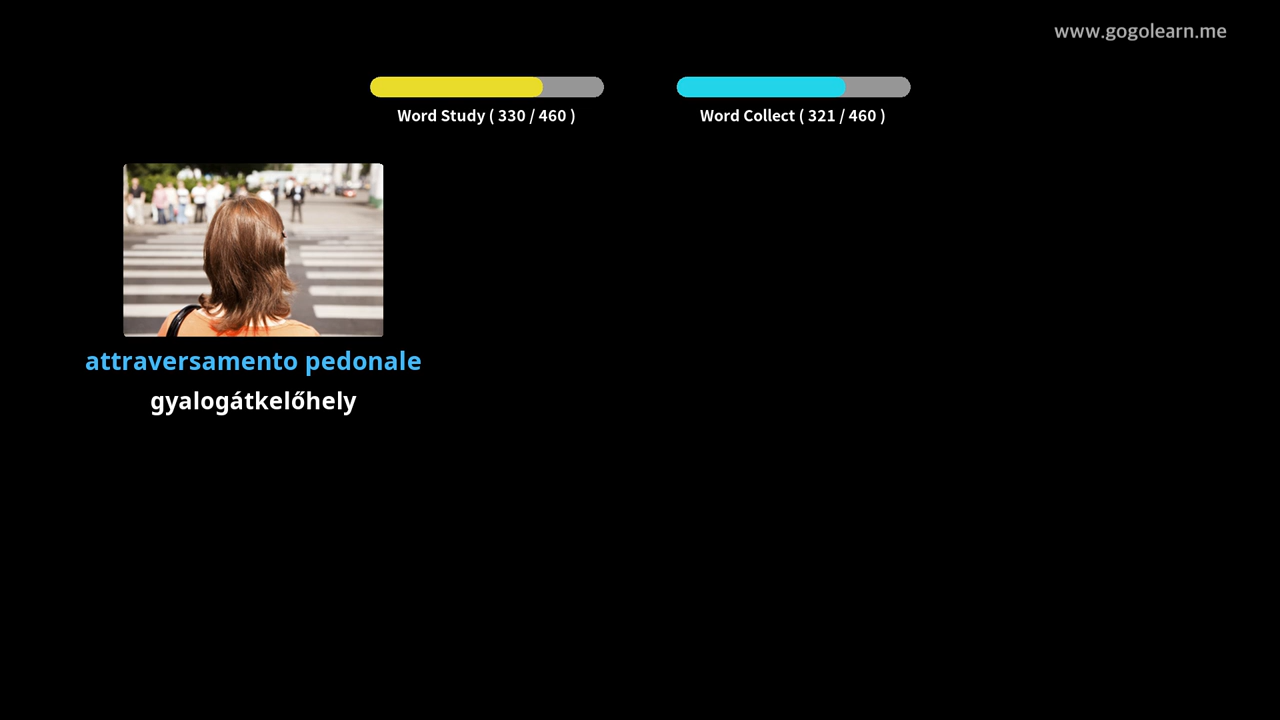 www.gogolearn.me
Word Study ( 330 / 460 )
Word Collect ( 321 / 460 )
attraversamento pedonale
gyalogátkelőhely